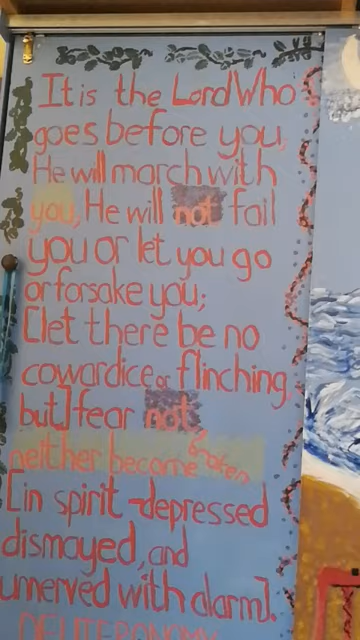 It is the Lord Who
goes before you,
He will march with
you, He will not fail
you or let you go
or forsake you;
[let there be no
cowardice or flinching,
but] fear not
neither become broken
[in spirit - depressed
dismayed, and
unnerved with alarm].
DEUTERONOMY